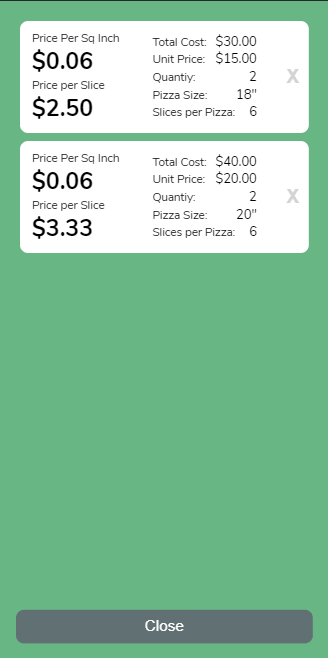 Price Per Sq Inch
$0.06
Price per Slice
$2.50
Total Cost: $30.00
Unit Price: $15.00
Quantiy: 2
Pizza Size: 18"
Slices per Pizza: 6
X
Price Per Sq Inch
$0.06
Price per Slice
$3.33
Total Cost: $40.00
Unit Price: $20.00
Quantiy: 2
Pizza Size: 20"
Slices per Pizza: 6
X
Close